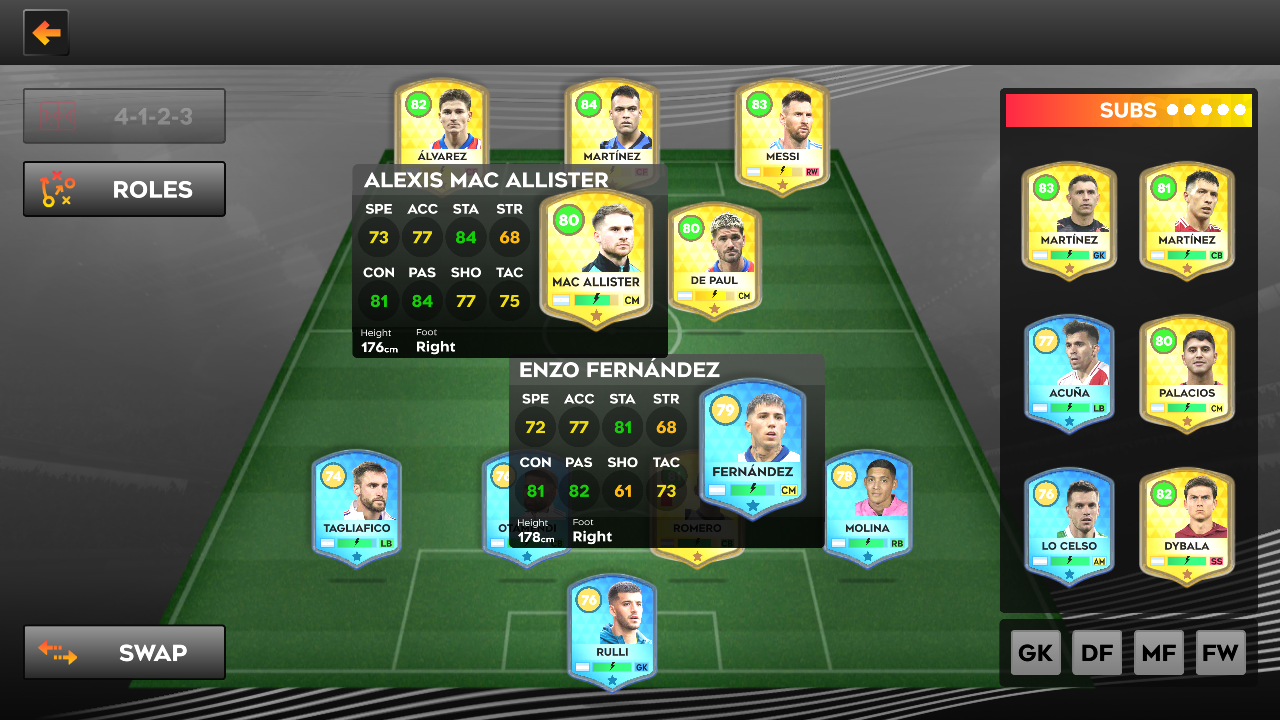 4-1-2-3
ROLES
82
ÁLVAREZ
84
MARTÍNEZ
83
MESSI
RW
ALEXIS MAC ALLISTER
SPE ACC STA STR
73 77 84 68
CON PAS SHO TAC
81 84 77 75
Height
176cm
Foot
Right
80
MAC ALLISTER
CM
80
DE PAUL
CM
ENZO FERNÁNDEZ
SPE ACC STA STR
72 77 81 68
CON PAS SHO TAC
81 82 61 73
Height
178cm
Foot
Right
79
FERNÁNDEZ
CM
74
TAGLIAFICO
LB
ROMERO
CB
78
MOLINA
RB
76
RULLI
GK
SWAP
SUBS
83
MARTÍNEZ
GK
81
MARTÍNEZ
CB
77
ACUÑA
LB
80
PALACIOS
CM
76
LO CELSO
AM
82
DYBALA
SS
GK DF MF FW